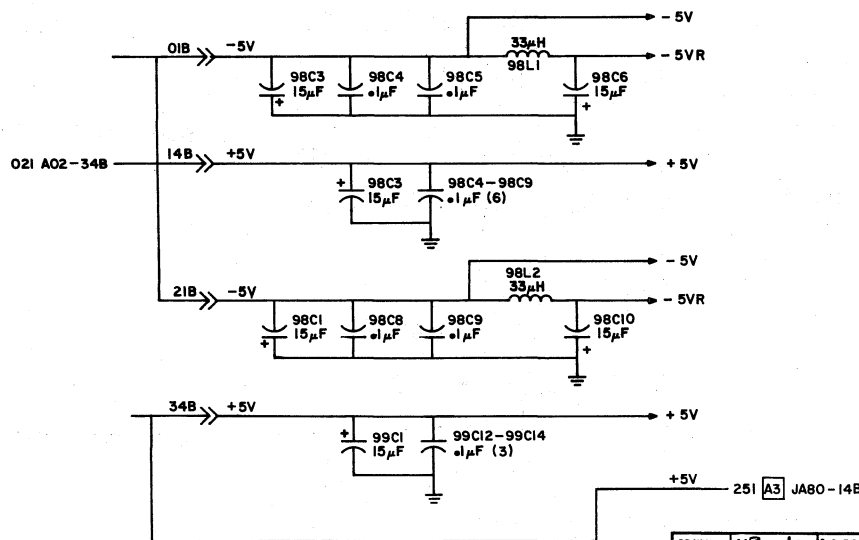 - 5V
01B -5V 33μH - 5VR
98L1
98C3 98C4 98C5 98C6
15μF .1μF .1μF 15μF
+ +
021 A02-34B 14B +5V + 5V
+ 98C3 98C4-98C9
15μF .1μF (6)
- 5V
98L2
21B -5V 33μH - 5VR
98C1 98C8 98C9 98C10
15μF .1μF .1μF 15μF
+ +
34B +5V + 5V
+ 99C1 99C12-99C14
15μF .1μF (3)
+5V 251 A3 JA80-14B